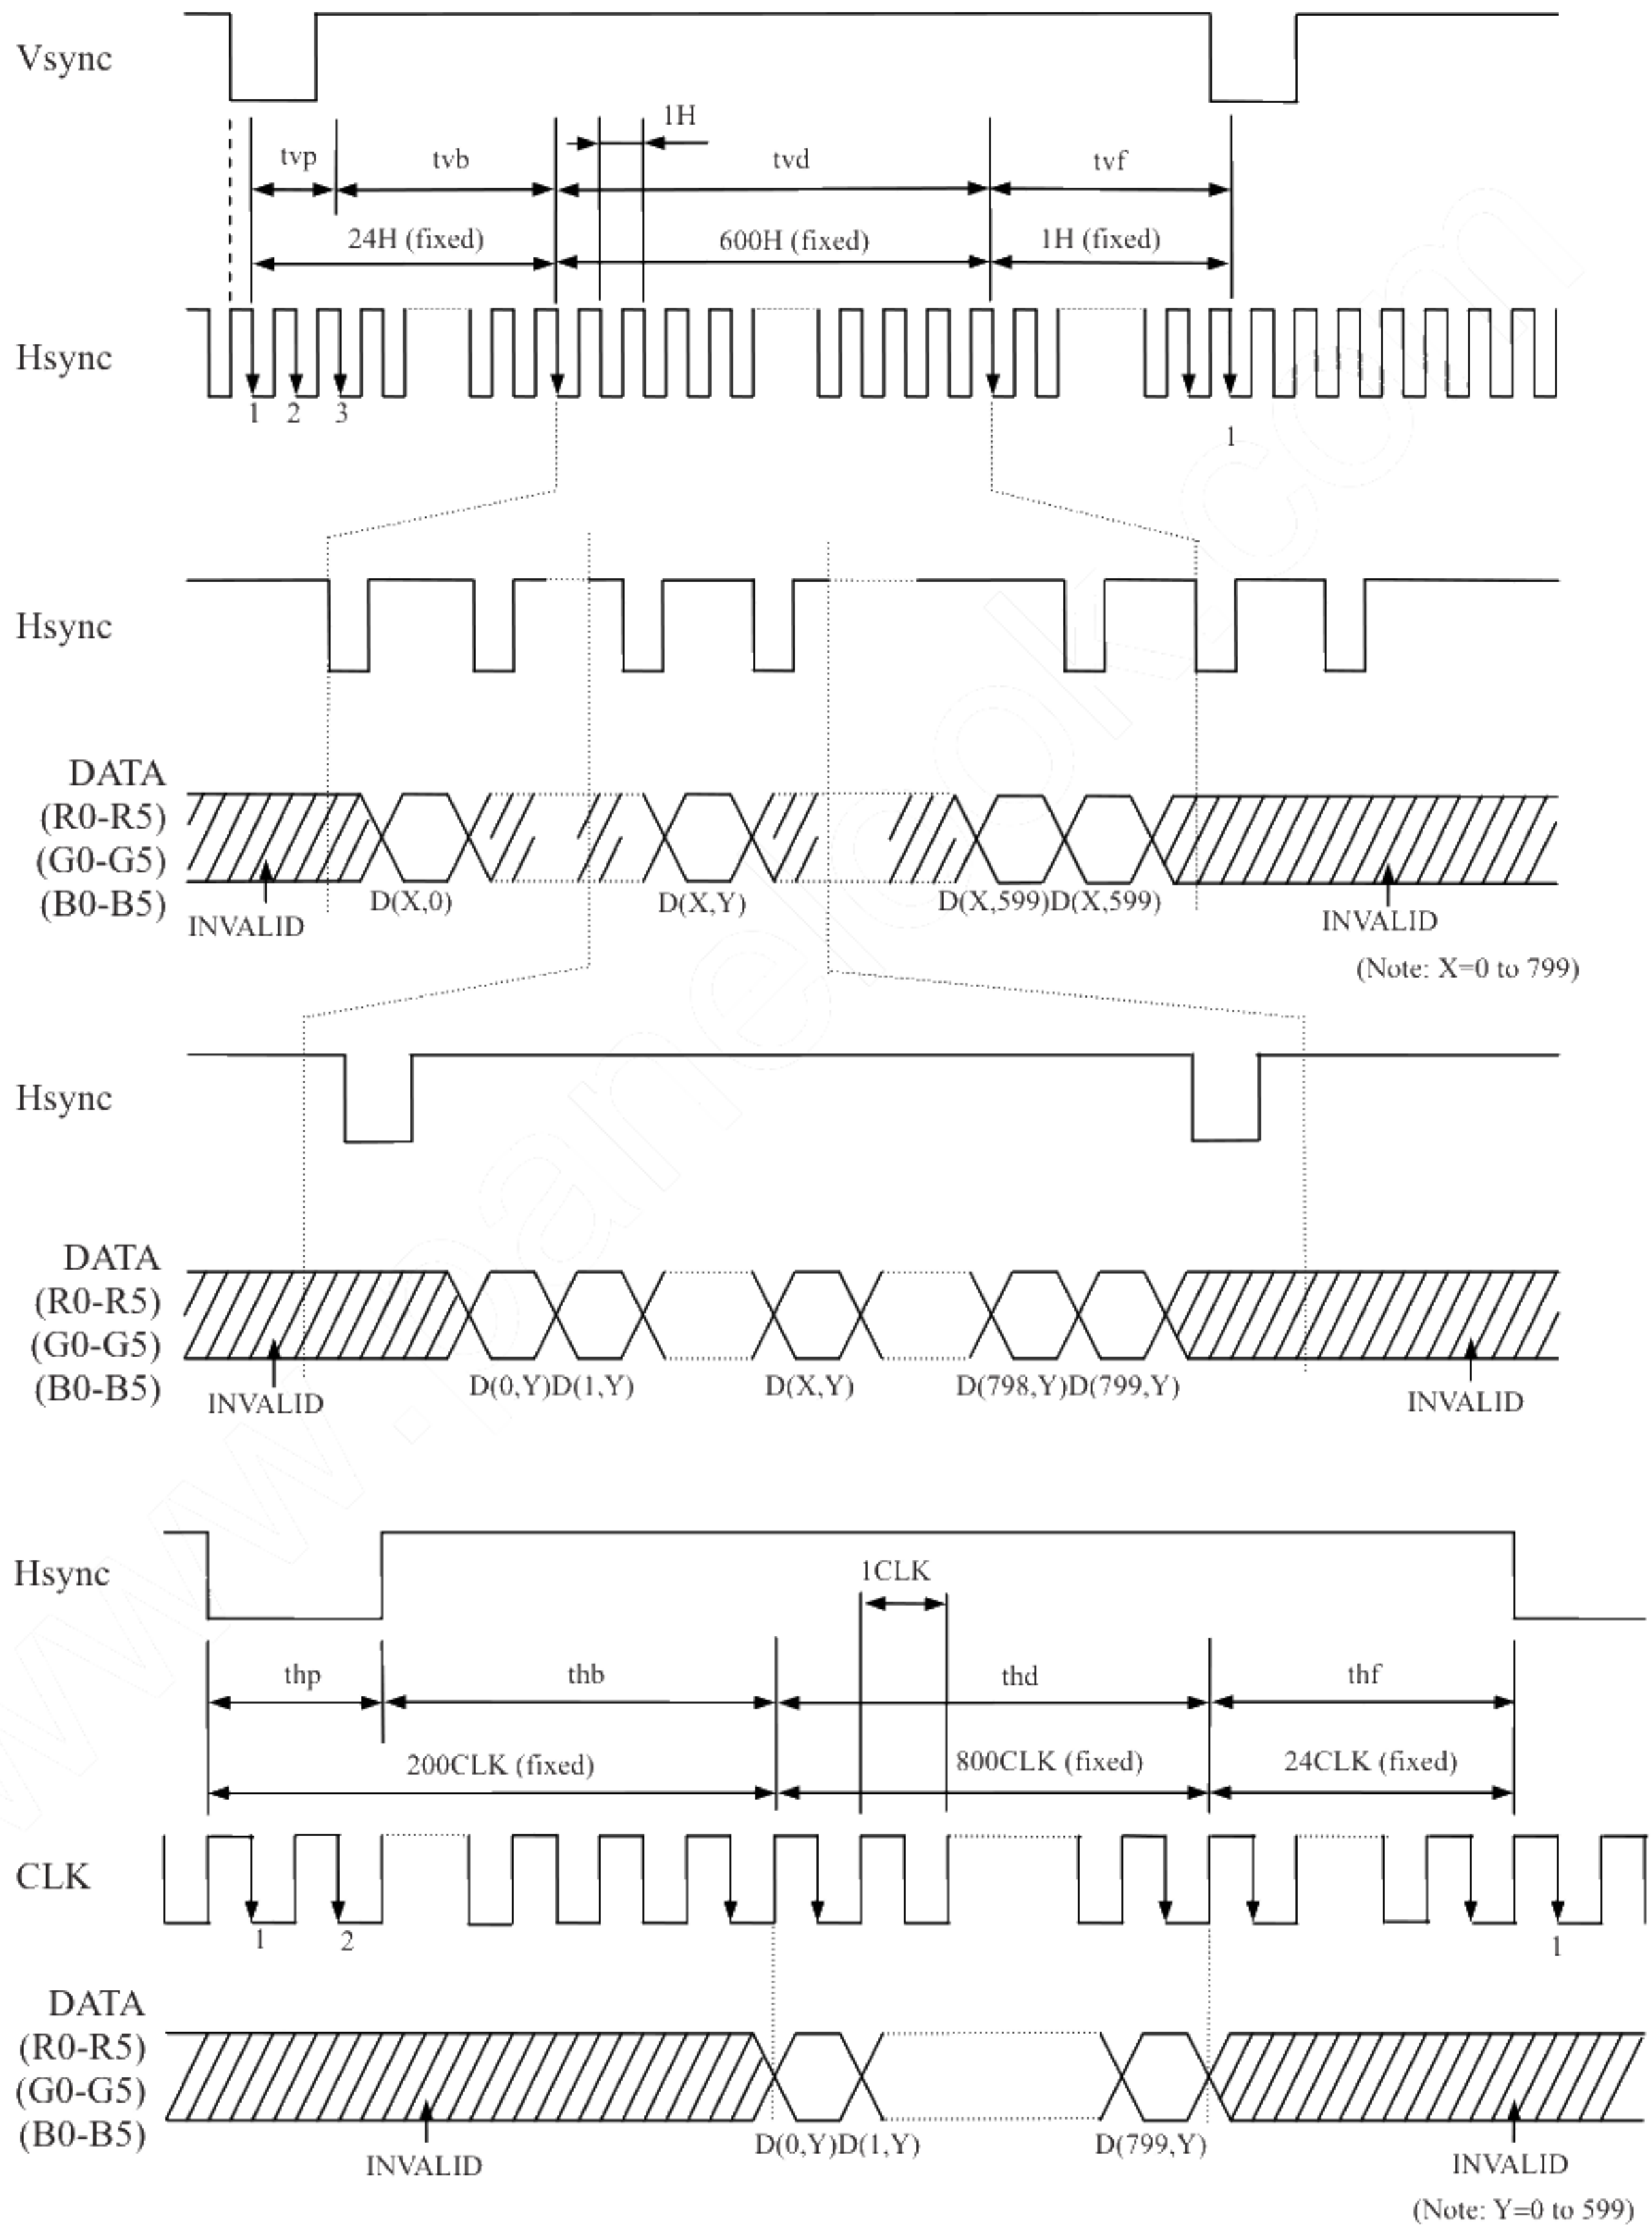 Vsync
1H
tvp
tvb
tvd
tvf
24H (fixed)
600H (fixed)
1H (fixed)
Hsync
1 2 3
1
Hsync
DATA
(R0-R5)
(G0-G5)
(B0-B5)
D(X,0)
D(X,Y)
D(X,599)D(X,599)
INVALID
INVALID
(Note: X=0 to 799)
Hsync
DATA
(R0-R5)
(G0-G5)
(B0-B5)
D(0,Y)D(1,Y)
D(X,Y)
D(798,Y)D(799,Y)
INVALID
INVALID
Hsync
1CLK
thp
thb
thd
thf
200CLK (fixed)
800CLK (fixed)
24CLK (fixed)
CLK
1 2
1
DATA
(R0-R5)
(G0-G5)
(B0-B5)
D(0,Y)D(1,Y)
D(799,Y)
INVALID
INVALID
(Note: Y=0 to 599)
www.panelook.com